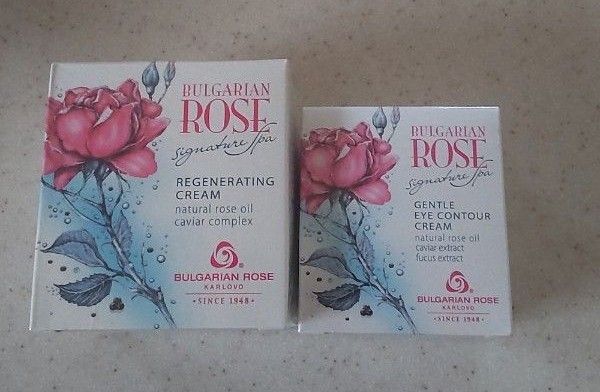 BULGARIAN
ROSE
signature spa
REGENERATING
CREAM
natural rose oil
caviar complex
BULGARIAN ROSE
KARLOVO
• SINCE 1948 •
BULGARIAN
ROSE
signature spa
GENTLE
EYE CONTOUR
CREAM
natural rose oil
caviar extract
fucus extract
BULGARIAN ROSE
KARLOVO
• SINCE 1948 •